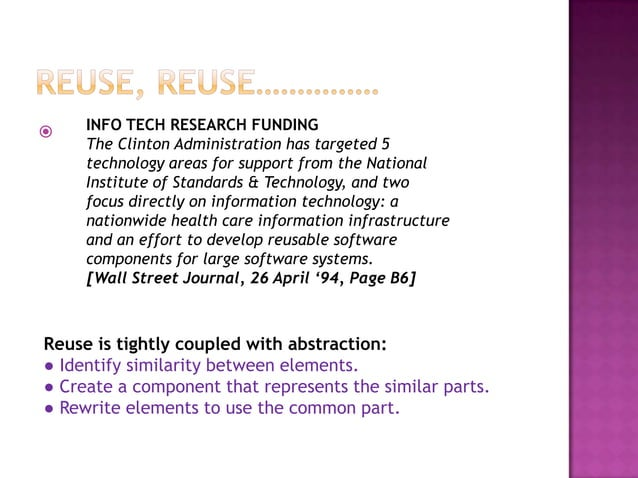 REUSE, REUSE……………
INFO TECH RESEARCH FUNDING
The Clinton Administration has targeted 5
technology areas for support from the National
Institute of Standards & Technology, and two
focus directly on information technology: a
nationwide health care information infrastructure
and an effort to develop reusable software
components for large software systems.
[Wall Street Journal, 26 April ‘94, Page B6]
Reuse is tightly coupled with abstraction:
● Identify similarity between elements.
● Create a component that represents the similar parts.
● Rewrite elements to use the common part.